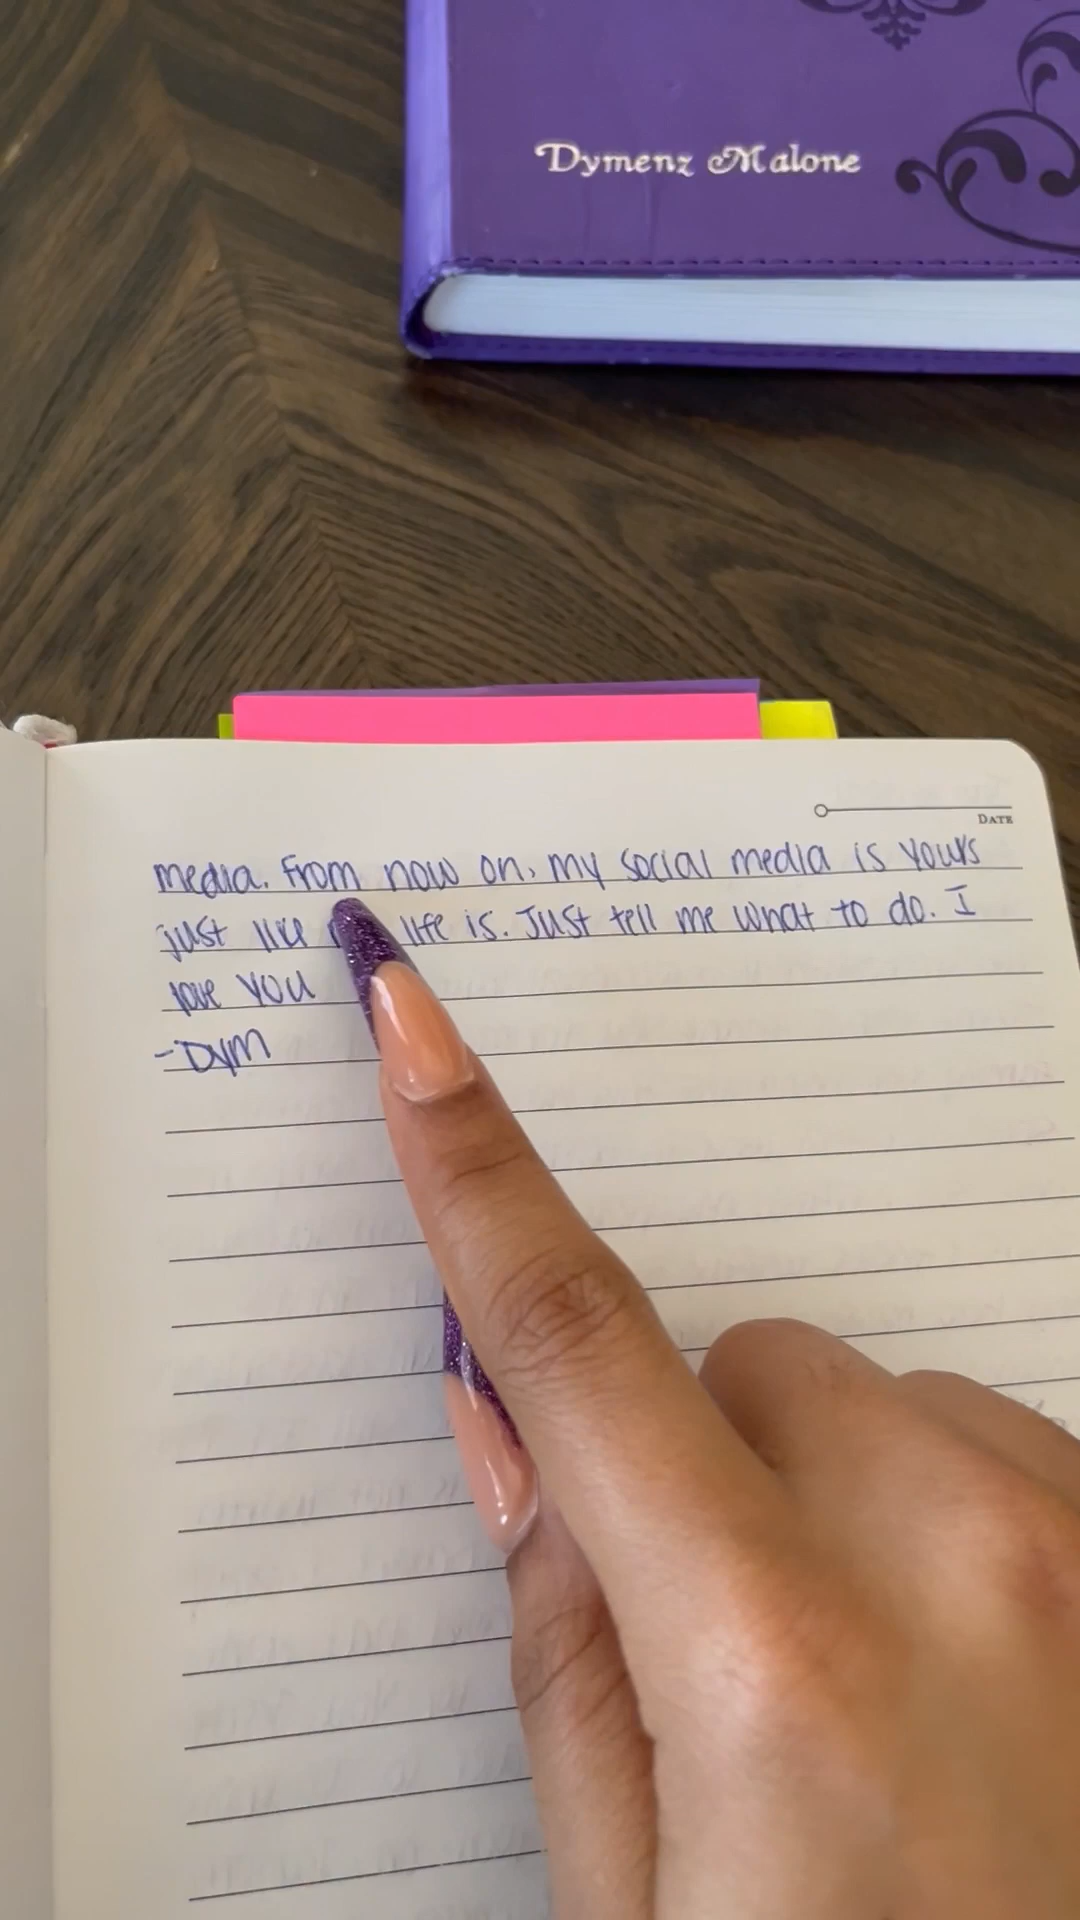 Dymenz Malone
DATE
media. From now on, my social media is yours
just like life is. Just tell me what to do. I
love you
-Dym